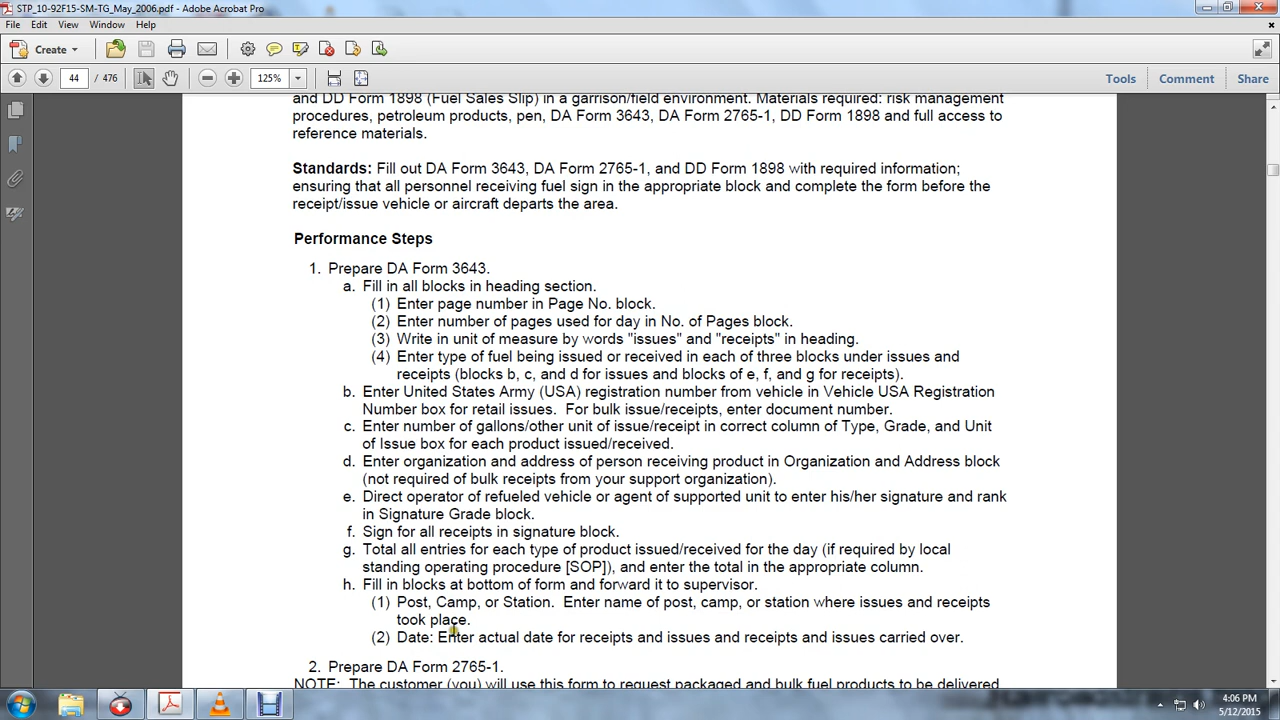 STP_10-92F15-SM-TG_May_2006.pdf - Adobe Acrobat Pro
File Edit View Window Help
Create
44 / 476 125% Tools Comment Share
and DD Form 1898 (Fuel Sales Slip) in a garrison/field environment. Materials required: risk management
procedures, petroleum products, pen, DA Form 3643, DA Form 2765-1, DD Form 1898 and full access to
reference materials.
Standards: Fill out DA Form 3643, DA Form 2765-1, and DD Form 1898 with required information;
ensuring that all personnel receiving fuel sign in the appropriate block and complete the form before the
receipt/issue vehicle or aircraft departs the area.
Performance Steps
1. Prepare DA Form 3643.
a. Fill in all blocks in heading section.
(1) Enter page number in Page No. block.
(2) Enter number of pages used for day in No. of Pages block.
(3) Write in unit of measure by words "issues" and "receipts" in heading.
(4) Enter type of fuel being issued or received in each of three blocks under issues and
receipts (blocks b, c, and d for issues and blocks of e, f, and g for receipts).
b. Enter United States Army (USA) registration number from vehicle in Vehicle USA Registration
Number box for retail issues. For bulk issue/receipts, enter document number.
c. Enter number of gallons/other unit of issue/receipt in correct column of Type, Grade, and Unit
of Issue box for each product issued/received.
d. Enter organization and address of person receiving product in Organization and Address block
(not required of bulk receipts from your support organization).
e. Direct operator of refueled vehicle or agent of supported unit to enter his/her signature and rank
in Signature Grade block.
f. Sign for all receipts in signature block.
g. Total all entries for each type of product issued/received for the day (if required by local
standing operating procedure [SOP]), and enter the total in the appropriate column.
h. Fill in blocks at bottom of form and forward it to supervisor.
(1) Post, Camp, or Station. Enter name of post, camp, or station where issues and receipts
took place.
(2) Date: Enter actual date for receipts and issues and receipts and issues carried over.
2. Prepare DA Form 2765-1.
NOTE: The customer (you) will use this form to request packaged and bulk fuel products to be delivered
4:06 PM
5/12/2015